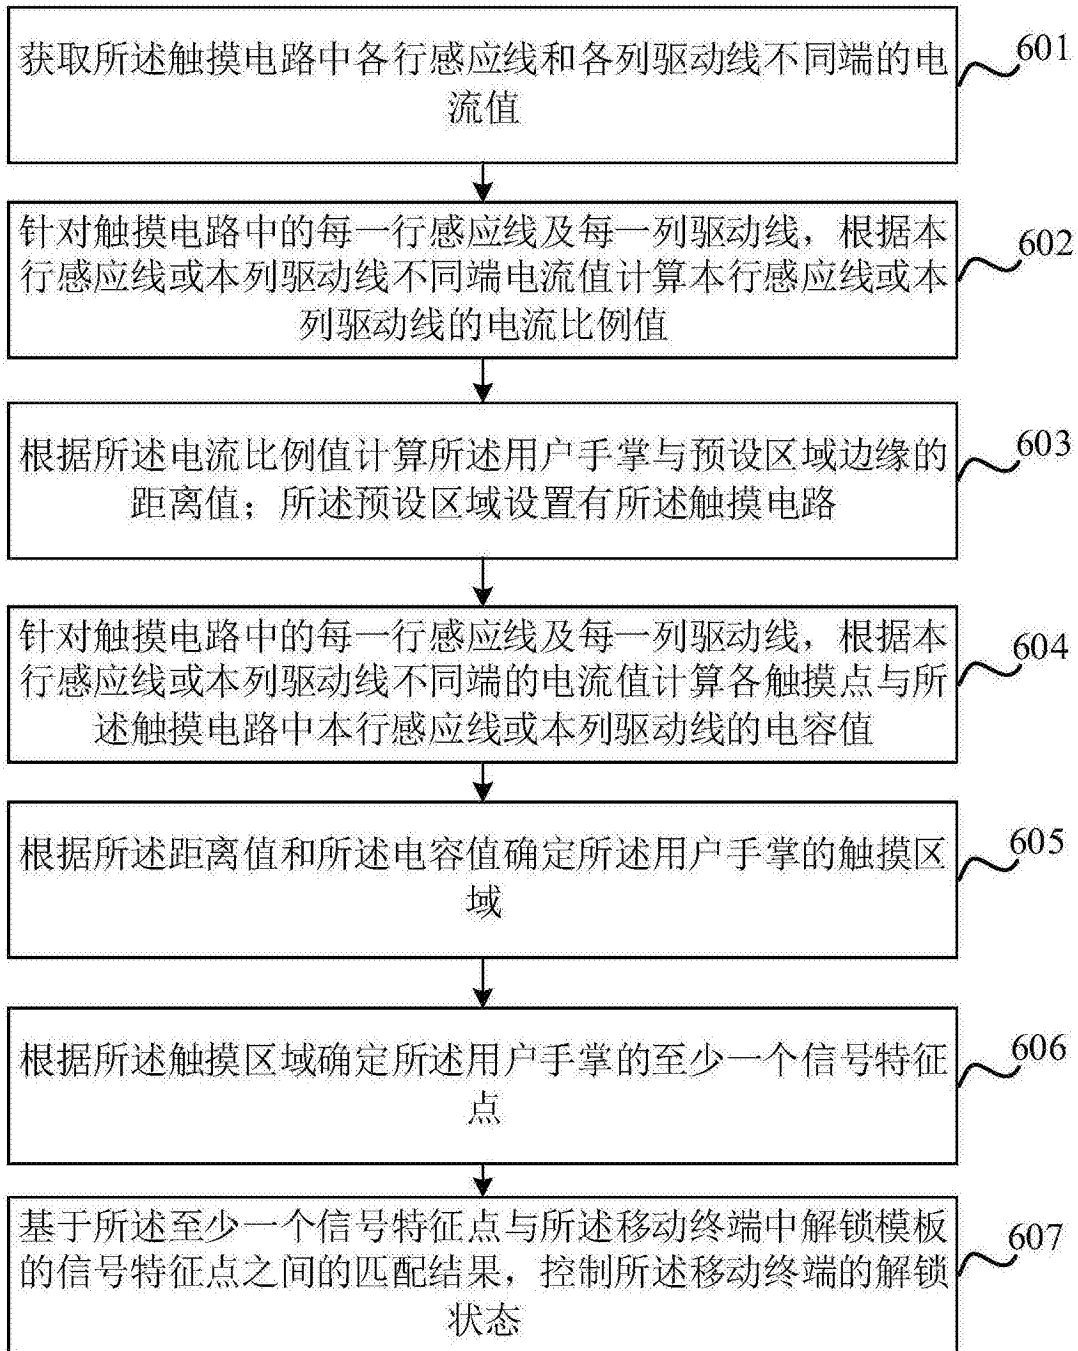 获取所述触摸电路中各行感应线和各列驱动线不同端的电
流值
601
针对触摸电路中的每一行感应线及每一列驱动线，根据本
行感应线或本列驱动线不同端电流值计算本行感应线或本
列驱动线的电流比例值
602
根据所述电流比例值计算所述用户手掌与预设区域边缘的
距离值；所述预设区域设置有所述触摸电路
603
针对触摸电路中的每一行感应线及每一列驱动线，根据本
行感应线或本列驱动线不同端的电流值计算各触摸点与所
述触摸电路中本行感应线或本列驱动线的电容值
604
根据所述距离值和所述电容值确定所述用户手掌的触摸区
域
605
根据所述触摸区域确定所述用户手掌的至少一个信号特征
点
606
基于所述至少一个信号特征点与所述移动终端中解锁模板
的信号特征点之间的匹配结果，控制所述移动终端的解锁
状态
607